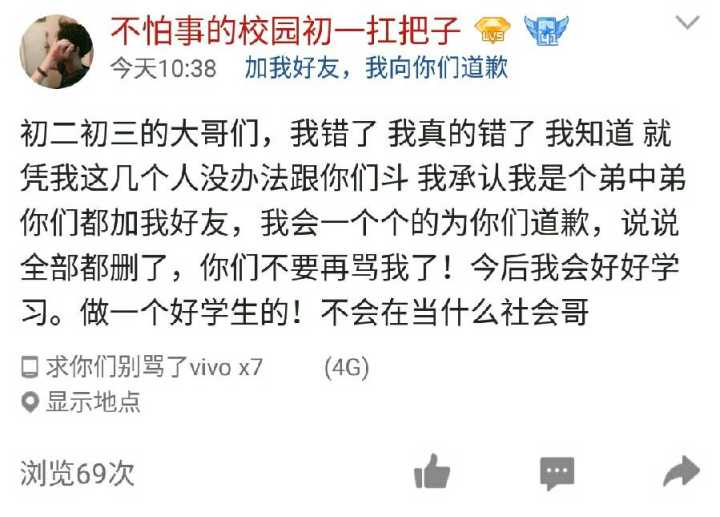 不怕事的校园初一扛把子 LV5
今天10:38 加我好友，我向你们道歉
初二初三的大哥们，我错了 我真的错了 我知道 就
凭我这几个人没办法跟你们斗 我承认我是个弟中弟
你们都加我好友，我会一个个的为你们道歉，说说
全部都删了，你们不要再骂我了！今后我会好好学
习。做一个好学生的！不会在当什么社会哥
求你们别骂了vivo x7 (4G)
显示地点
浏览69次